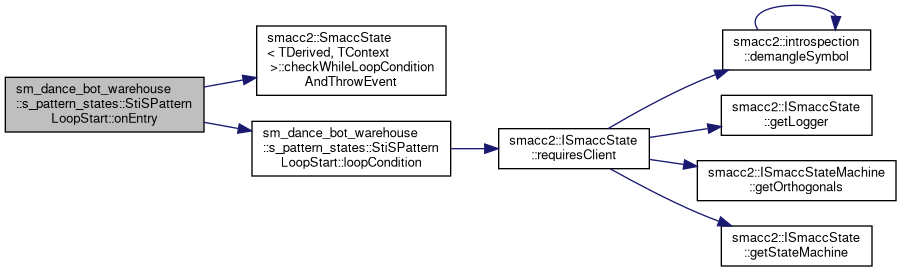 sm_dance_bot_warehouse
::s_pattern_states::StiSPattern
LoopStart::onEntry
smacc2::SmaccState
< TDerived, TContext
>::checkWhileLoopCondition
AndThrowEvent
sm_dance_bot_warehouse
::s_pattern_states::StiSPattern
LoopStart::loopCondition
smacc2::ISmaccState
::requiresClient
smacc2::introspection
::demangleSymbol
smacc2::ISmaccState
::getLogger
smacc2::ISmaccStateMachine
::getOrthogonals
smacc2::ISmaccState
::getStateMachine